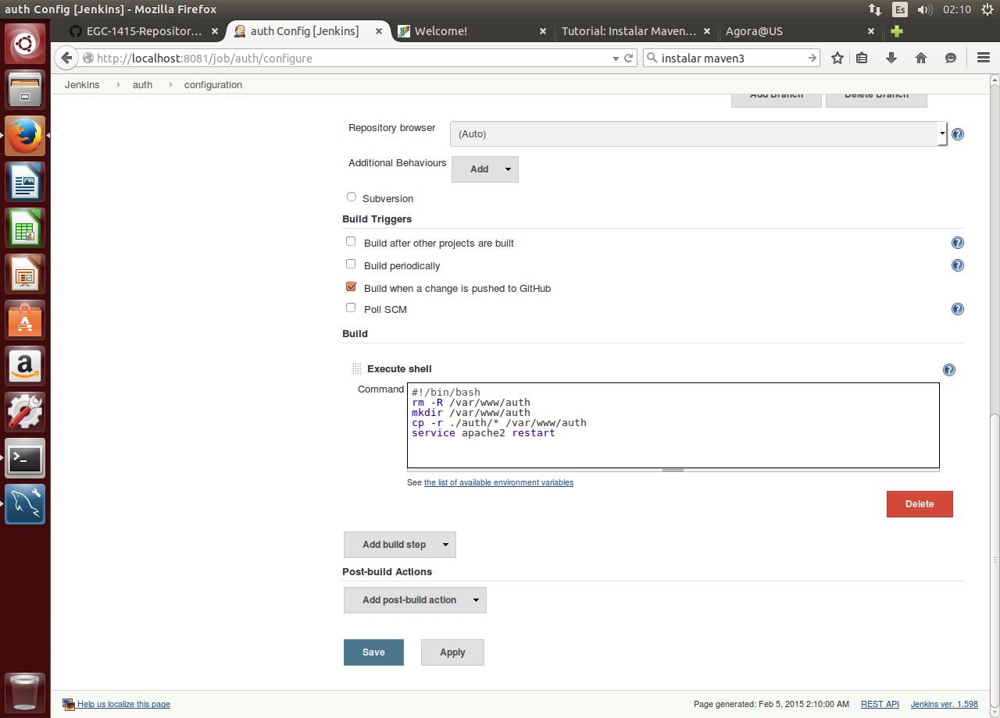 auth Config [Jenkins] - Mozilla Firefox
Es
02:10
EGC-1415-Repositor...
auth Config [Jenkins]
Welcome!
Tutorial: Instalar Maven...
Agora@US
http://localhost:8081/job/auth/configure
instalar maven3
Jenkins
auth
configuration
Add Branch
Delete Branch
Repository browser
(Auto)
Additional Behaviours
Add
Subversion
Build Triggers
Build after other projects are built
Build periodically
Build when a change is pushed to GitHub
Poll SCM
Build
Execute shell
Command
#!/bin/bash
rm -R /var/www/auth
mkdir /var/www/auth
cp -r ./auth/* /var/www/auth
service apache2 restart
See the list of available environment variables
Delete
Add build step
Post-build Actions
Add post-build action
Save
Apply
Help us localize this page
Page generated: Feb 5, 2015 2:10:00 AM
REST API
Jenkins ver. 1.598